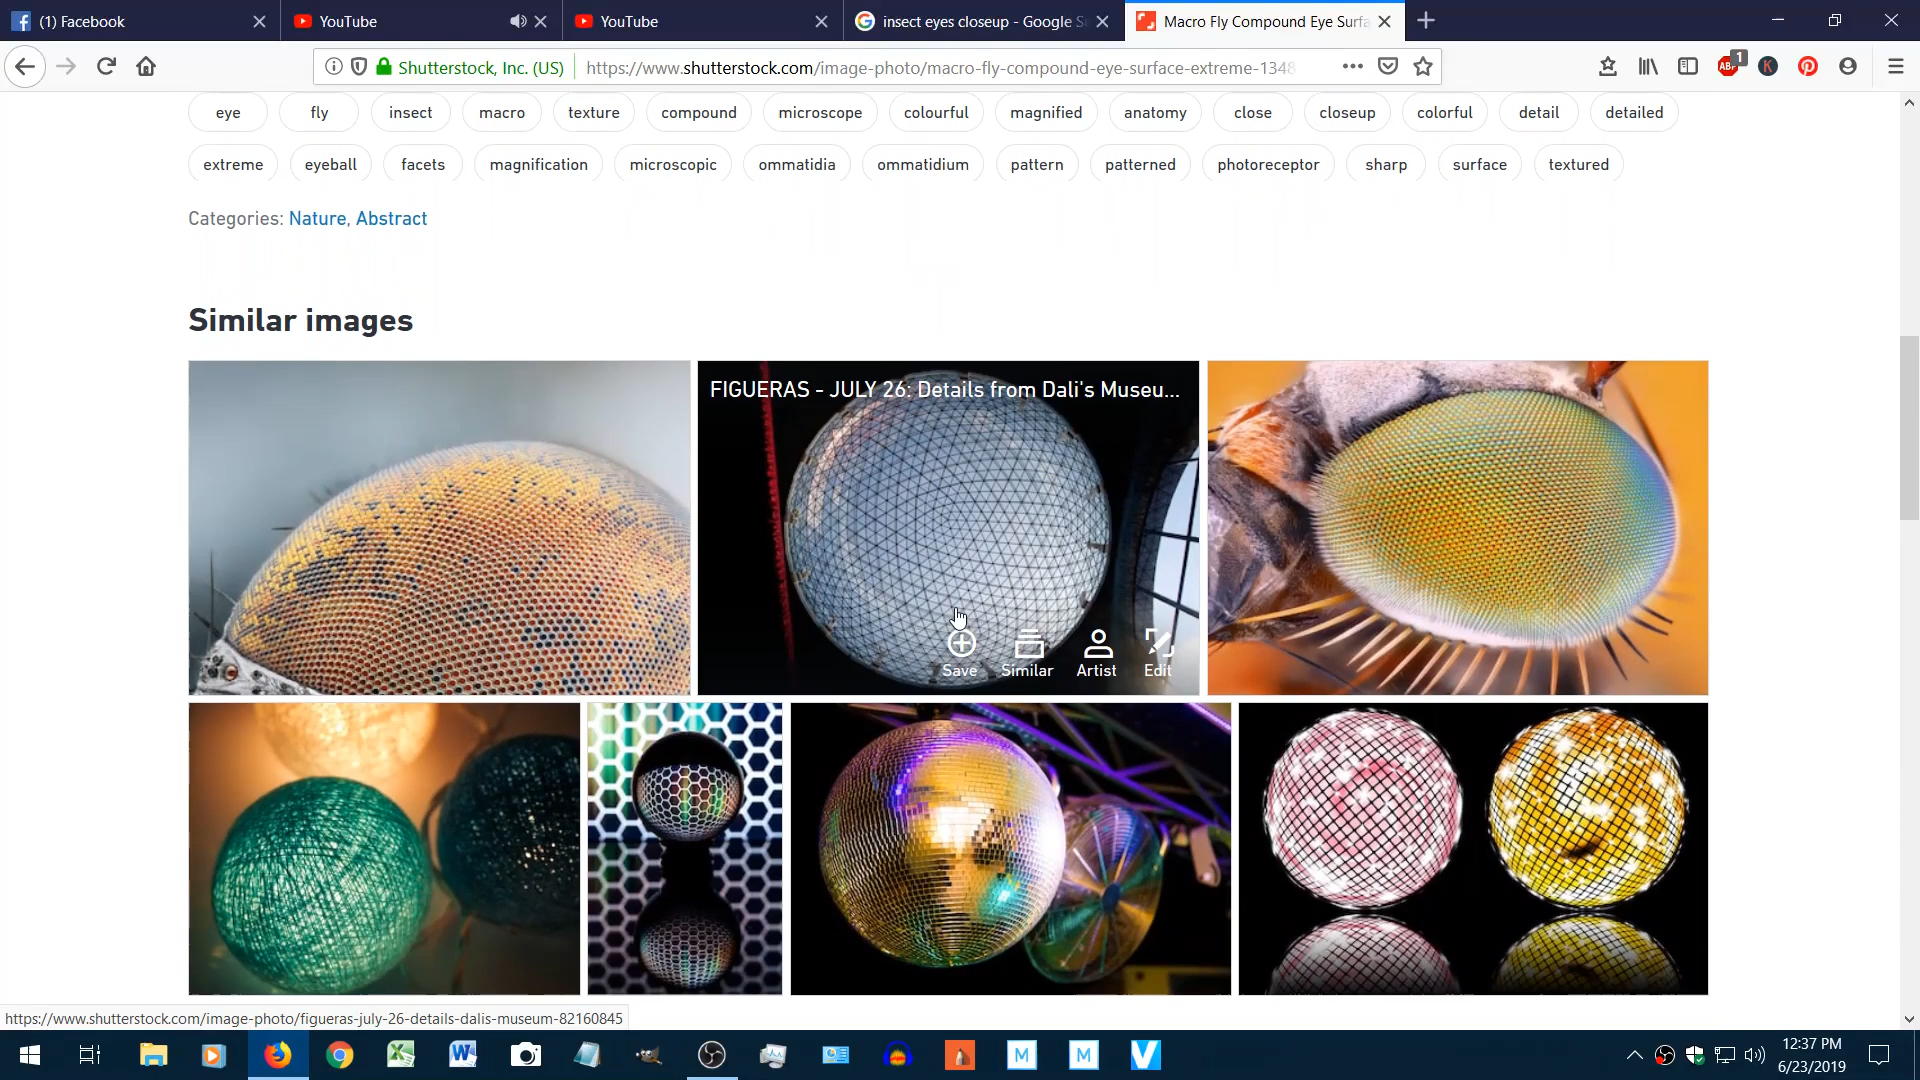 (1) Facebook
YouTube
YouTube
insect eyes closeup - Google S
Macro Fly Compound Eye Surfa
Shutterstock, Inc. (US)
https://www.shutterstock.com/image-photo/macro-fly-compound-eye-surface-extreme-1348
ABP
1
K
eye fly insect macro texture compound microscope colourful magnified anatomy close closeup colorful detail detailed
extreme eyeball facets magnification microscopic ommatidia ommatidium pattern patterned photoreceptor sharp surface textured
Categories: Nature, Abstract
Similar images
FIGUERAS - JULY 26: Details from Dali's Museu...
Save Similar Artist Edit
https://www.shutterstock.com/image-photo/figueras-july-26-details-dalis-museum-82160845
M
M
V
12:37 PM
6/23/2019